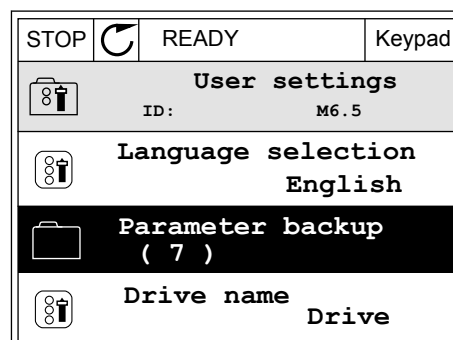 STOP READY Keypad
User settings
ID: M6.5
Language selection
English
Parameter backup
( 7 )
Drive name
Drive